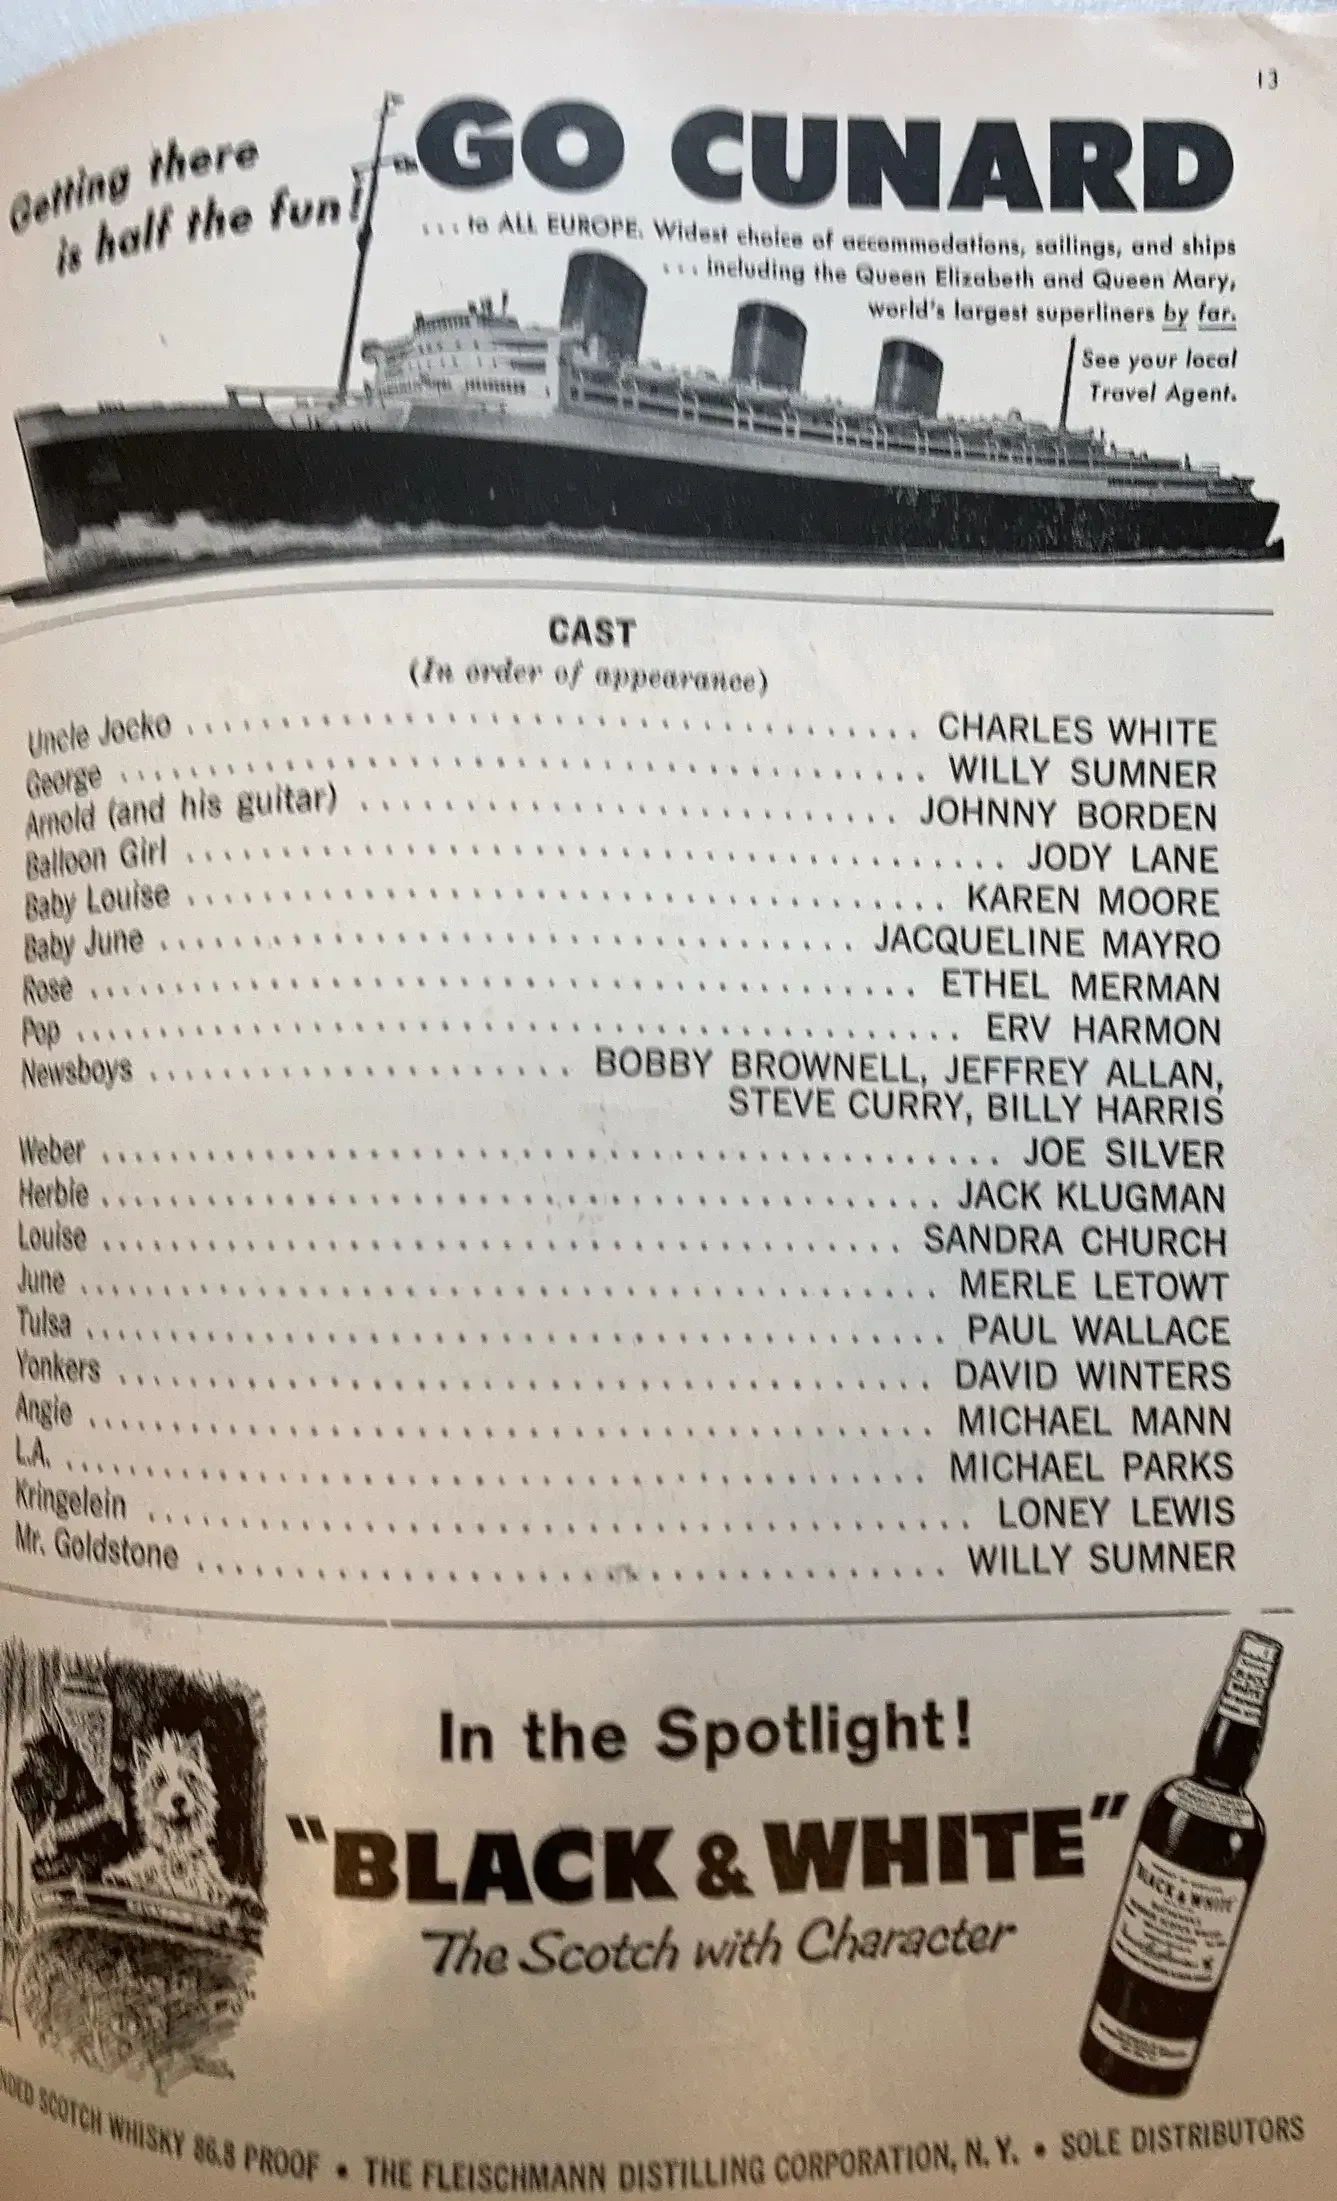 13
Getting there
is half the fun!
GO CUNARD
... to ALL EUROPE. Widest choice of accommodations, sailings, and ships
... including the Queen Elizabeth and Queen Mary,
world's largest superliners by far.
See your local
Travel Agent.
CAST
(In order of appearance)
Uncle Jocko ........ CHARLES WHITE
George ........ WILLY SUMNER
Arnold (and his guitar) ........ JOHNNY BORDEN
Balloon Girl ........ JODY LANE
Baby Louise ........ KAREN MOORE
Baby June ........ JACQUELINE MAYRO
Rose ........ ETHEL MERMAN
Pop ........ ERV HARMON
Newsboys ........ BOBBY BROWNELL, JEFFREY ALLAN,
STEVE CURRY, BILLY HARRIS
Weber ........ JOE SILVER
Herbie ........ JACK KLUGMAN
Louise ........ SANDRA CHURCH
June ........ MERLE LETOWT
Tulsa ........ PAUL WALLACE
Yonkers ........ DAVID WINTERS
Angie ........ MICHAEL MANN
L.A. ........ MICHAEL PARKS
Kringelein ........ LONEY LEWIS
Mr. Goldstone ........ WILLY SUMNER
In the Spotlight!
"BLACK & WHITE"
The Scotch with Character
BLACK & WHITE
SCOTCH WHISKY 86.8 PROOF • THE FLEISCHMANN DISTILLING CORPORATION, N. Y. • SOLE DISTRIBUTORS